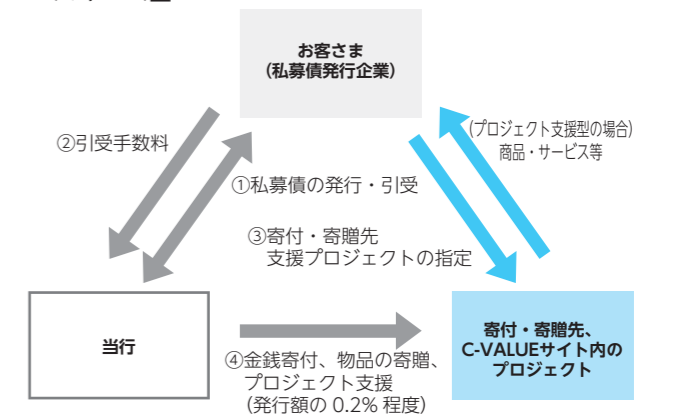 お客さま
(私募債発行企業)
②引受手数料
(プロジェクト支援型の場合)
商品・サービス等
①私募債の発行・引受
③寄付・寄贈先
支援プロジェクトの指定
当行
寄付・寄贈先、
C-VALUEサイト内の
プロジェクト
④金銭寄付、物品の寄贈、
プロジェクト支援
(発行額の 0.2% 程度)